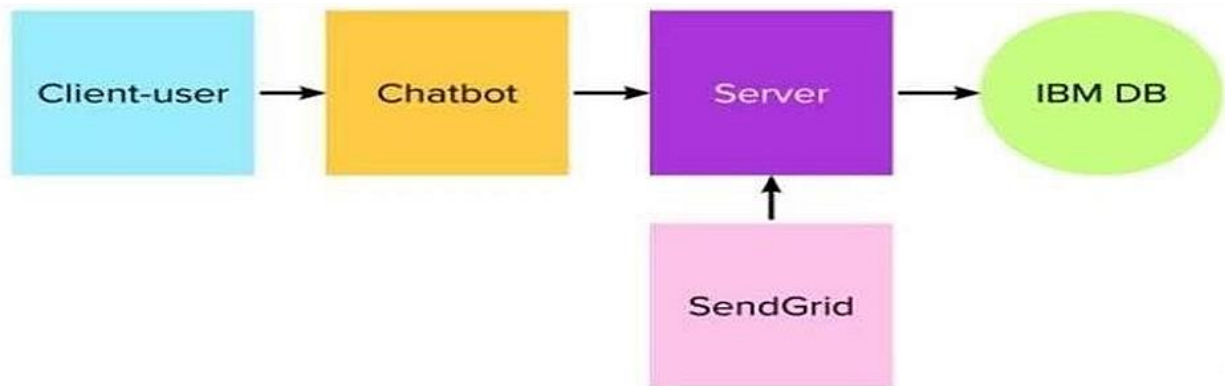 Client-user
Chatbot
Server
IBM DB
SendGrid